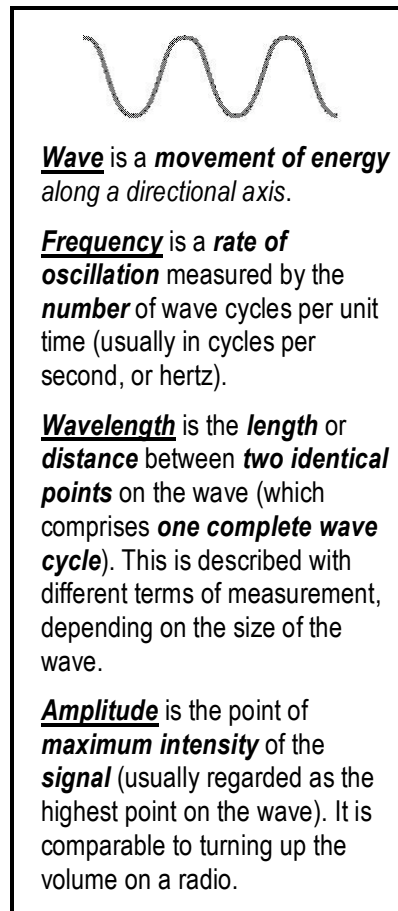 Wave is a movement of energy
along a directional axis.
Frequency is a rate of
oscillation measured by the
number of wave cycles per unit
time (usually in cycles per
second, or hertz).
Wavelength is the length or
distance between two identical
points on the wave (which
comprises one complete wave
cycle). This is described with
different terms of measurement,
depending on the size of the
wave.
Amplitude is the point of
maximum intensity of the
signal (usually regarded as the
highest point on the wave). It is
comparable to turning up the
volume on a radio.